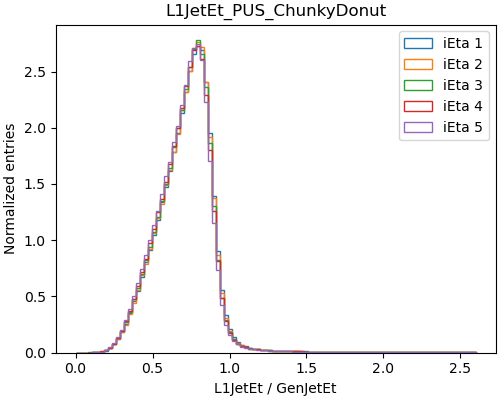 L1JetEt_PUS_ChunkyDonut
Normalized entries
2.5
2.0
1.5
1.0
0.5
0.0
iEta 1
iEta 2
iEta 3
iEta 4
iEta 5
0.0 0.5 1.0 1.5 2.0 2.5
L1JetEt / GenJetEt